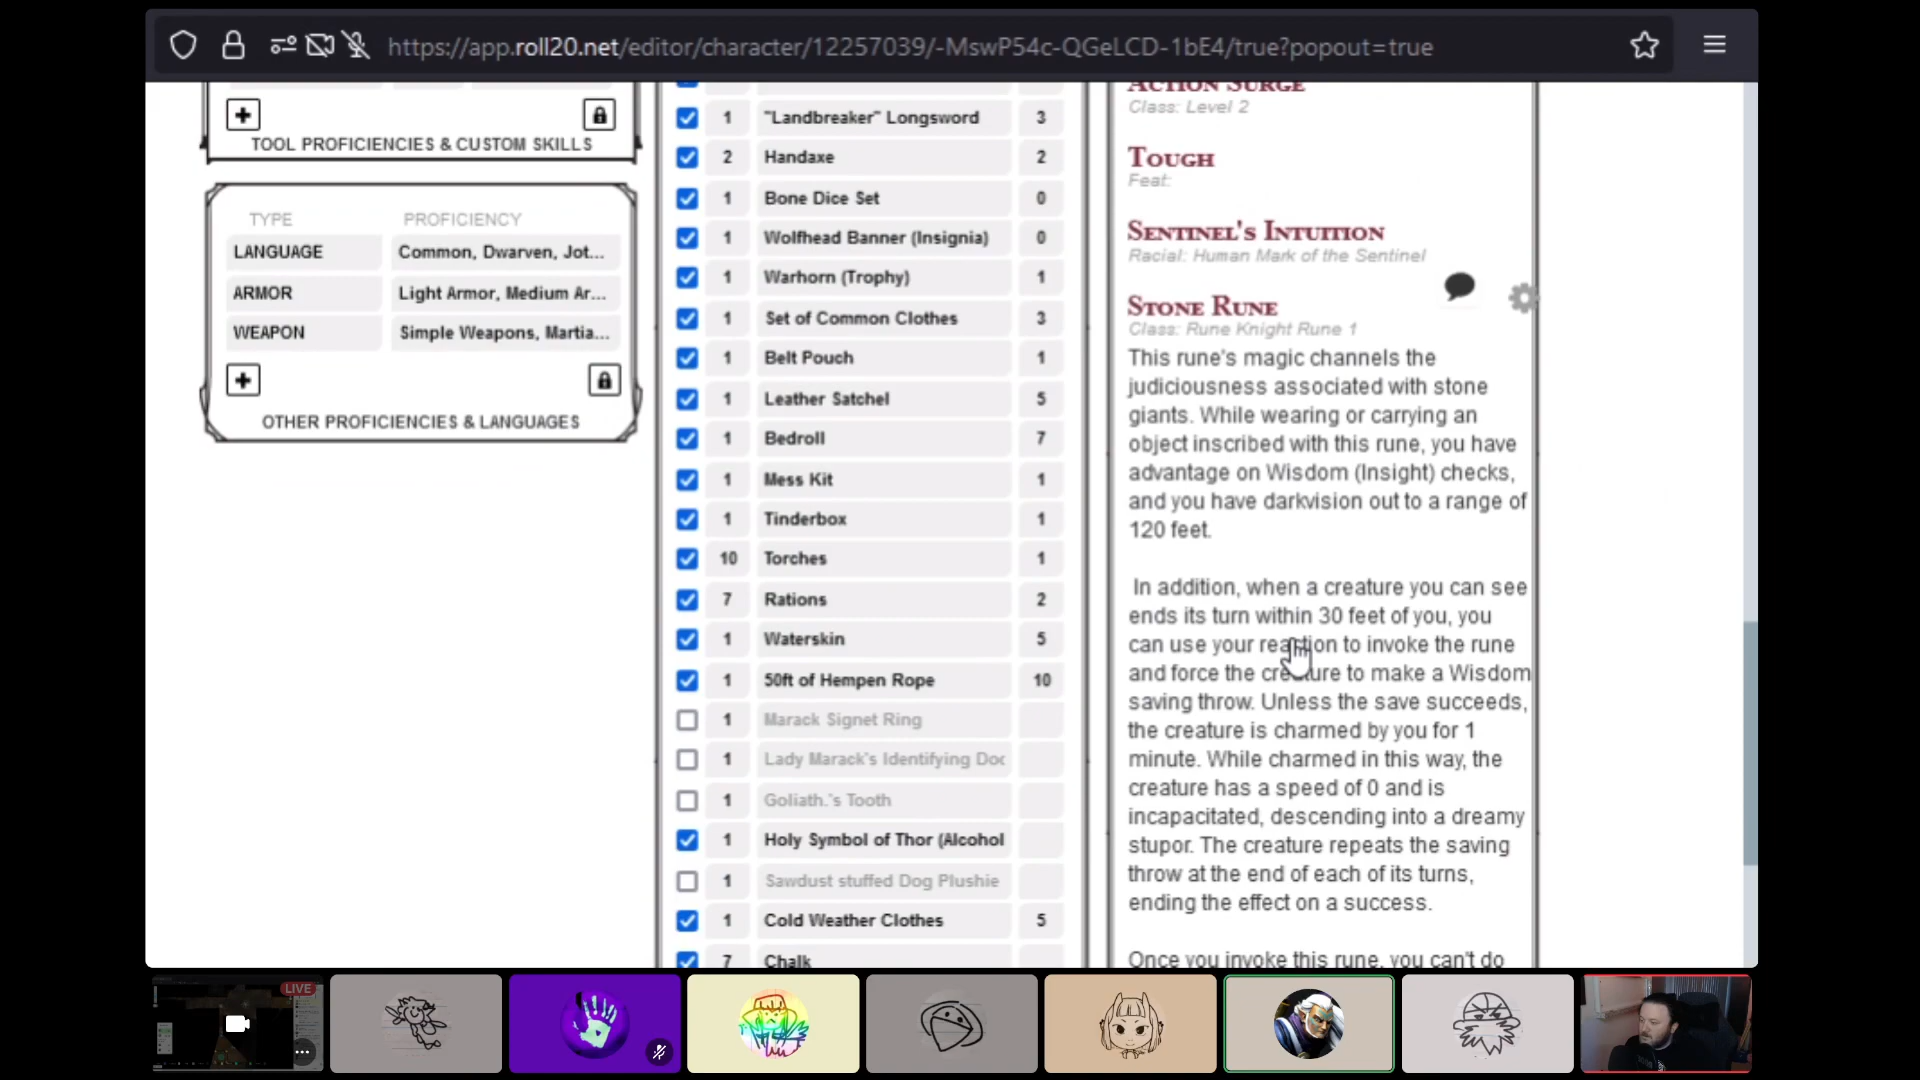 https://app.roll20.net/editor/character/12257039/-MswP54c-QGeLCD-1bE4/true?popout=true
TOOL PROFICIENCIES & CUSTOM SKILLS
TYPE PROFICIENCY
LANGUAGE Common, Dwarven, Jot...
ARMOR Light Armor, Medium Ar...
WEAPON Simple Weapons, Martia...
OTHER PROFICIENCIES & LANGUAGES
1 "Landbreaker" Longsword 3
2 Handaxe 2
1 Bone Dice Set 0
1 Wolfhead Banner (Insignia) 0
1 Warhorn (Trophy) 1
1 Set of Common Clothes 3
1 Belt Pouch 1
1 Leather Satchel 5
1 Bedroll 7
1 Mess Kit 1
1 Tinderbox 1
10 Torches 1
7 Rations 2
1 Waterskin 5
1 50ft of Hempen Rope 10
1 Marack Signet Ring
1 Lady Marack's Identifying Doc
1 Goliath.'s Tooth
1 Holy Symbol of Thor (Alcohol
1 Sawdust stuffed Dog Plushie
1 Cold Weather Clothes 5
7 Chalk
ACTION SURGE
Class: Level 2
TOUGH
Feat:
SENTINEL'S INTUITION
Racial: Human Mark of the Sentinel
STONE RUNE
Class: Rune Knight Rune 1
This rune's magic channels the
judiciousness associated with stone
giants. While wearing or carrying an
object inscribed with this rune, you have
advantage on Wisdom (Insight) checks,
and you have darkvision out to a range of
120 feet.
In addition, when a creature you can see
ends its turn within 30 feet of you, you
can use your reaction to invoke the rune
and force the creature to make a Wisdom
saving throw. Unless the save succeeds,
the creature is charmed by you for 1
minute. While charmed in this way, the
creature has a speed of 0 and is
incapacitated, descending into a dreamy
stupor. The creature repeats the saving
throw at the end of each of its turns,
ending the effect on a success.
Once you invoke this rune, you can't do
LIVE